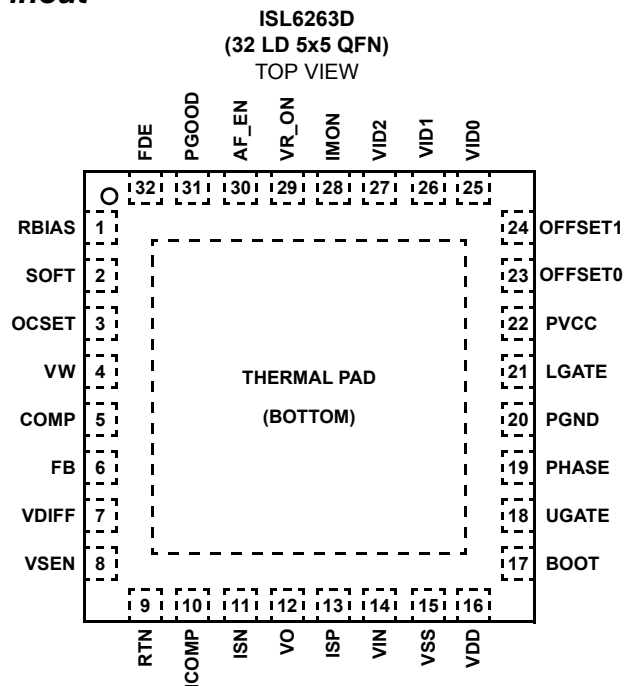 ISL6263D
(32 LD 5x5 QFN)
TOP VIEW
FDE
PGOOD
AF_EN
VR_ON
IMON
VID2
VID1
VID0
32 31 30 29 28 27 26 25
RBIAS 1
SOFT 2
OCSET 3
VW 4
COMP 5
FB 6
VDIFF 7
VSEN 8
THERMAL PAD
(BOTTOM)
24 OFFSET1
23 OFFSET0
22 PVCC
21 LGATE
20 PGND
19 PHASE
18 UGATE
17 BOOT
9 10 11 12 13 14 15 16
RTN
ICOMP
ISN
VO
ISP
VIN
VSS
VDD